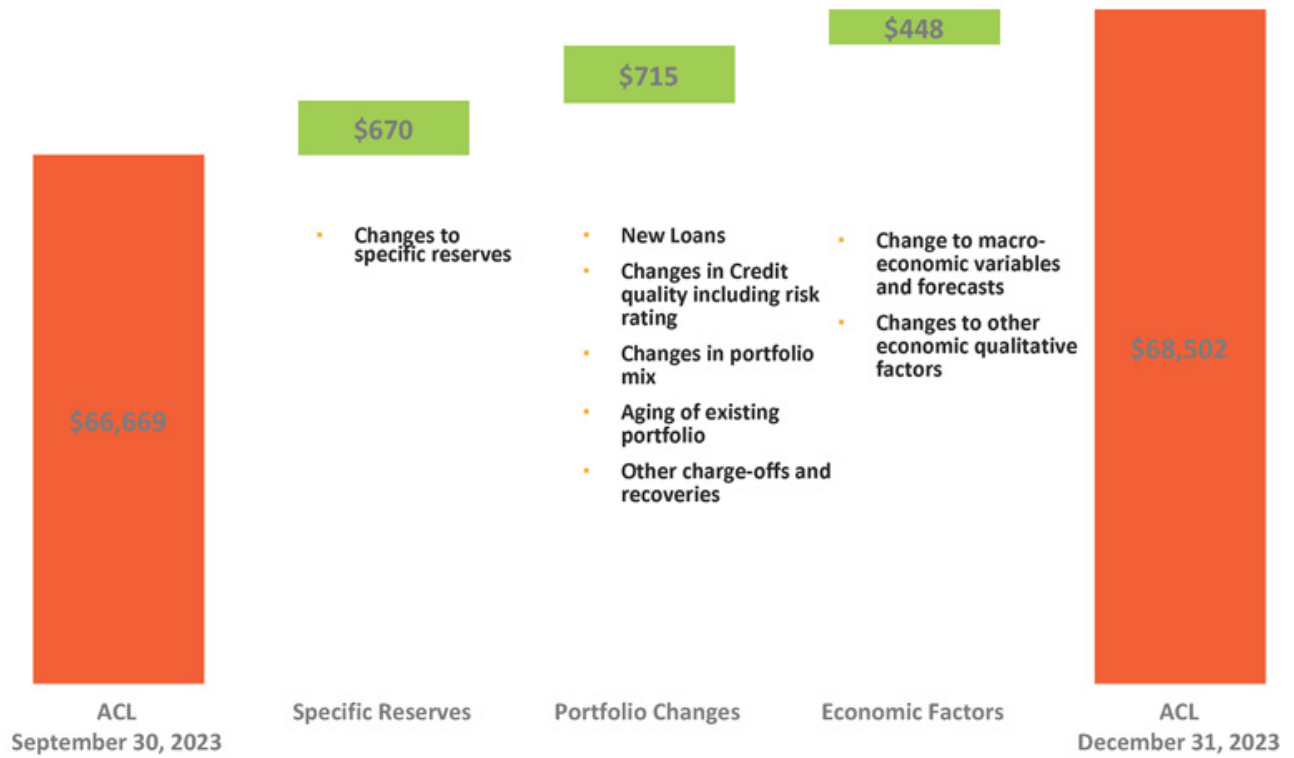 $448
$715
$670
▪ Changes to
specific reserves
▪ New Loans
▪ Changes in Credit
quality including risk
rating
▪ Changes in portfolio
mix
▪ Aging of existing
portfolio
▪ Other charge-offs and
recoveries
▪ Change to macro-
economic variables
and forecasts
▪ Changes to other
economic qualitative
factors
$68,502
$66,669
ACL
September 30, 2023
Specific Reserves
Portfolio Changes
Economic Factors
ACL
December 31, 2023